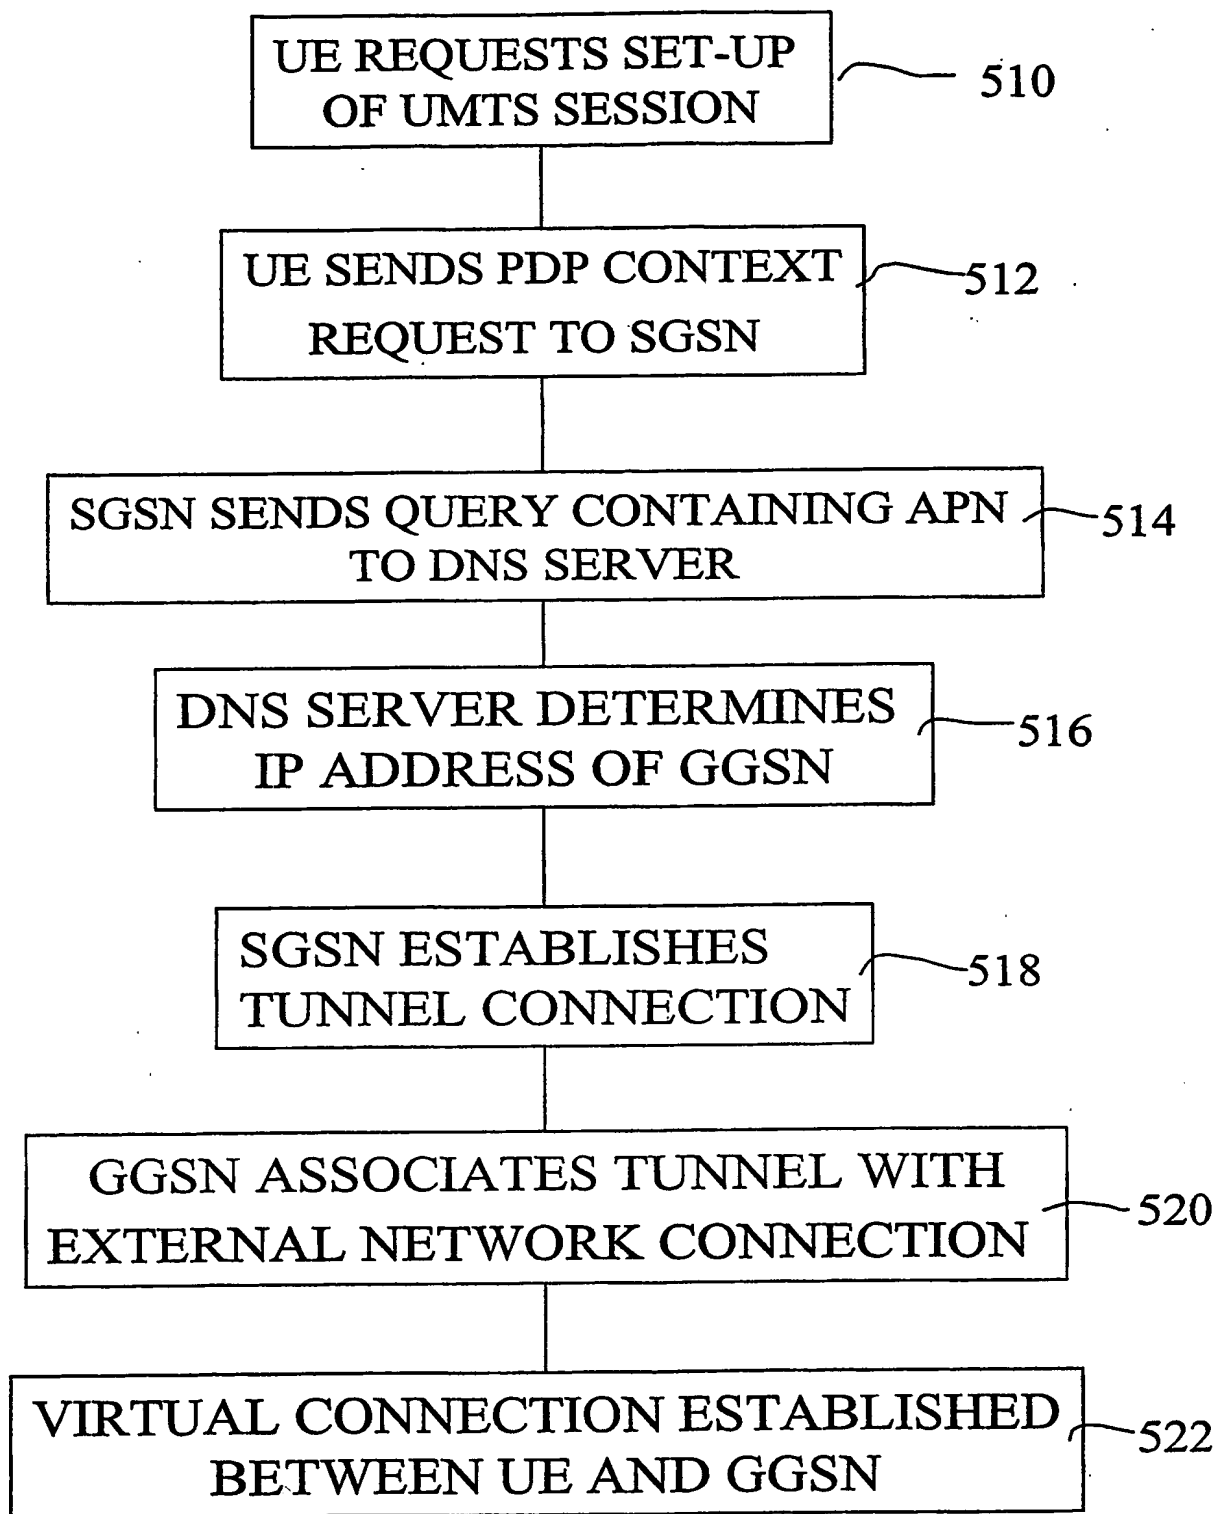 UE REQUESTS SET-UP
OF UMTS SESSION
510
UE SENDS PDP CONTEXT
REQUEST TO SGSN
512
SGSN SENDS QUERY CONTAINING APN
TO DNS SERVER
514
DNS SERVER DETERMINES
IP ADDRESS OF GGSN
516
SGSN ESTABLISHES
TUNNEL CONNECTION
518
GGSN ASSOCIATES TUNNEL WITH
EXTERNAL NETWORK CONNECTION
520
VIRTUAL CONNECTION ESTABLISHED
BETWEEN UE AND GGSN
522